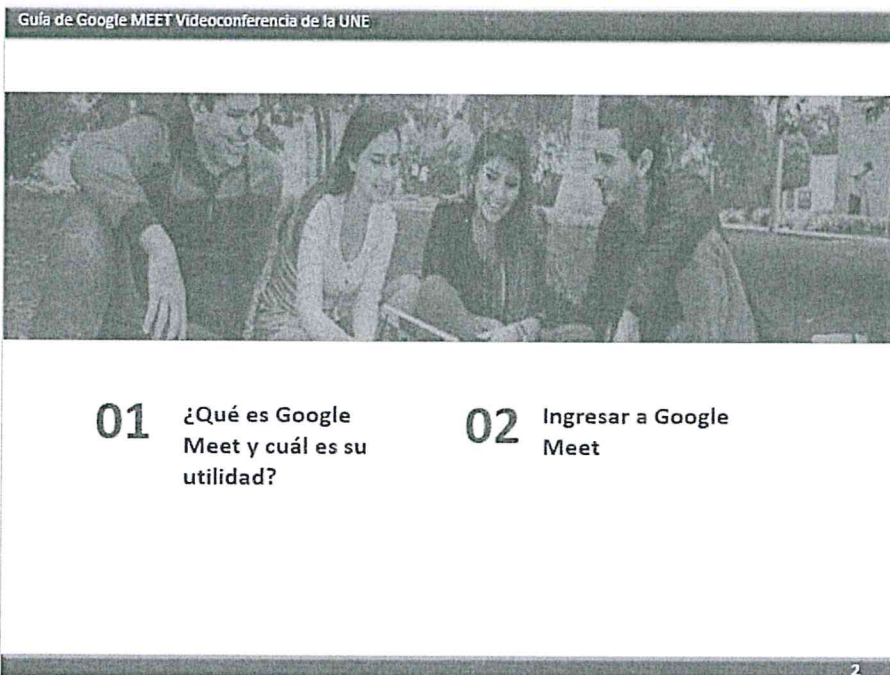 Guía de Google MEET Videoconferencia de la UNE
01
¿Qué es Google
Meet y cuál es su
utilidad?
02
Ingresar a Google
Meet
2